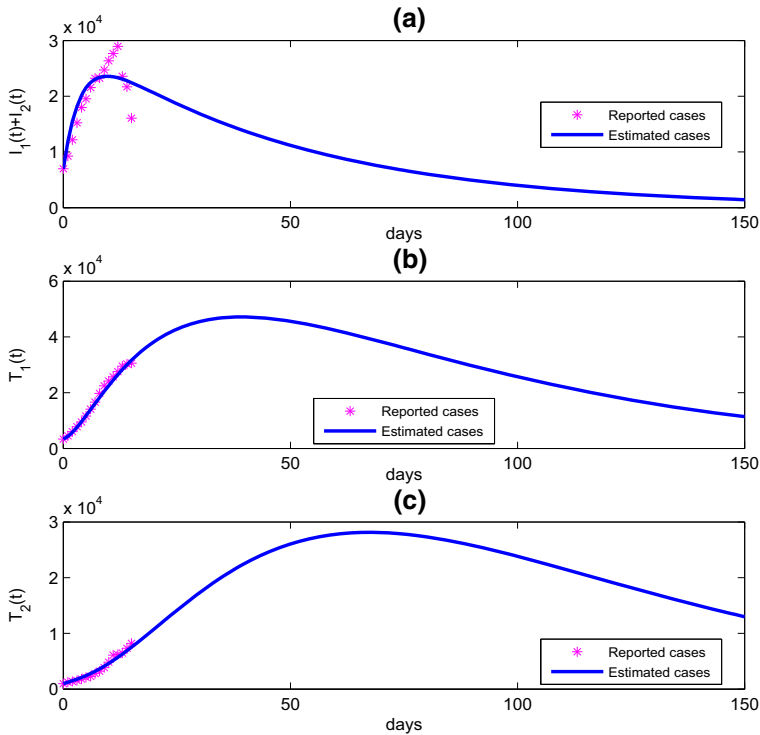 (a)
x 10^4
3
2
1
0
I_1(t)+I_2(t)
Reported cases
Estimated cases
0
50
100
150
days
(b)
x 10^4
6
4
2
0
T_1(t)
Reported cases
Estimated cases
0
50
100
150
days
(c)
x 10^4
3
2
1
0
T_2(t)
Reported cases
Estimated cases
0
50
100
150
days